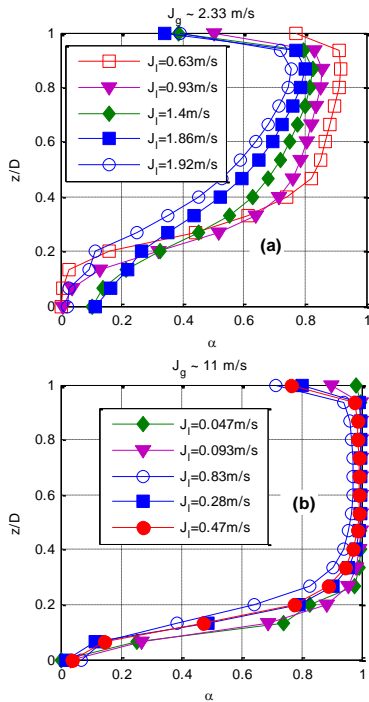 J_g ~ 2.33 m/s
1
0.8
0.6
0.4
0.2
0
z/D
J_l=0.63m/s
J_l=0.93m/s
J_l=1.4m/s
J_l=1.86m/s
J_l=1.92m/s
(a)
0 0.2 0.4 0.6 0.8 1
α
J_g ~ 11 m/s
1
0.8
0.6
0.4
0.2
0
z/D
J_l=0.047m/s
J_l=0.093m/s
J_l=0.83m/s
J_l=0.28m/s
J_l=0.47m/s
(b)
0 0.2 0.4 0.6 0.8 1
α